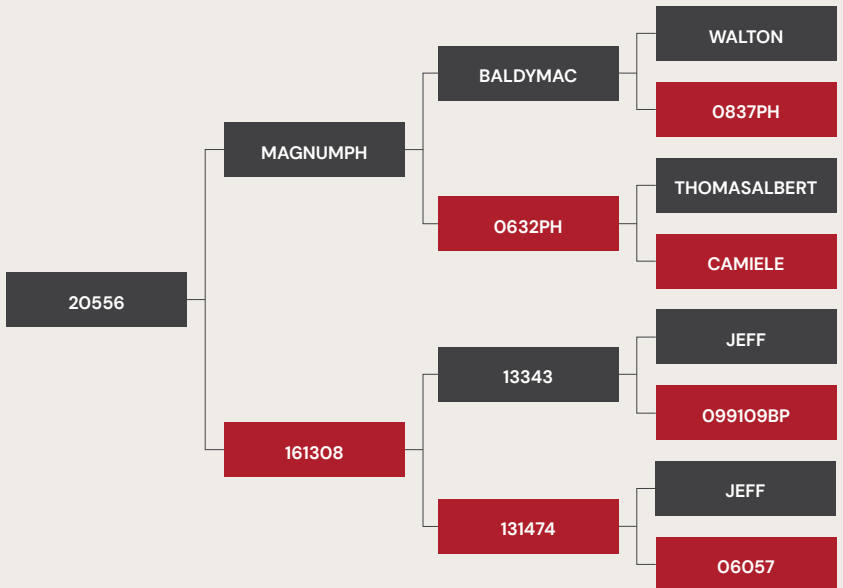 WALTON
BALDYMAC
0837PH
MAGNUMPH
THOMASALBERT
0632PH
CAMIELE
20556
JEFF
13343
099109BP
161308
JEFF
131474
06057